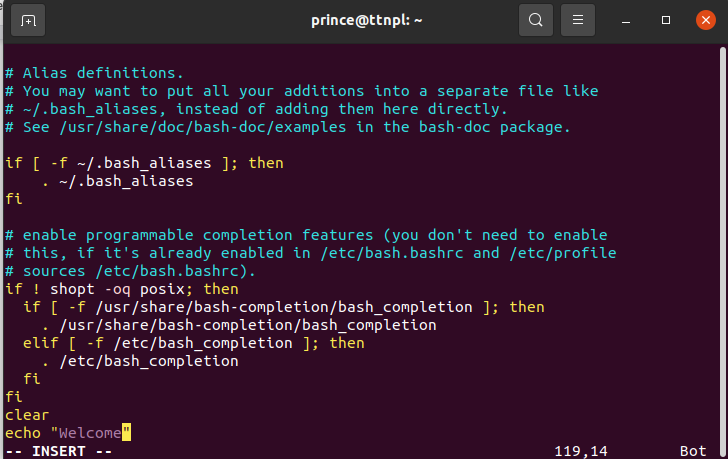 prince@ttnpl: ~
# Alias definitions.
# You may want to put all your additions into a separate file like
# ~/.bash_aliases, instead of adding them here directly.
# See /usr/share/doc/bash-doc/examples in the bash-doc package.
if [ -f ~/.bash_aliases ]; then
    . ~/.bash_aliases
fi
# enable programmable completion features (you don't need to enable
# this, if it's already enabled in /etc/bash.bashrc and /etc/profile
# sources /etc/bash.bashrc).
if ! shopt -oq posix; then
  if [ -f /usr/share/bash-completion/bash_completion ]; then
    . /usr/share/bash-completion/bash_completion
  elif [ -f /etc/bash_completion ]; then
    . /etc/bash_completion
  fi
fi
clear
echo "Welcome"
-- INSERT -- 119,14 Bot